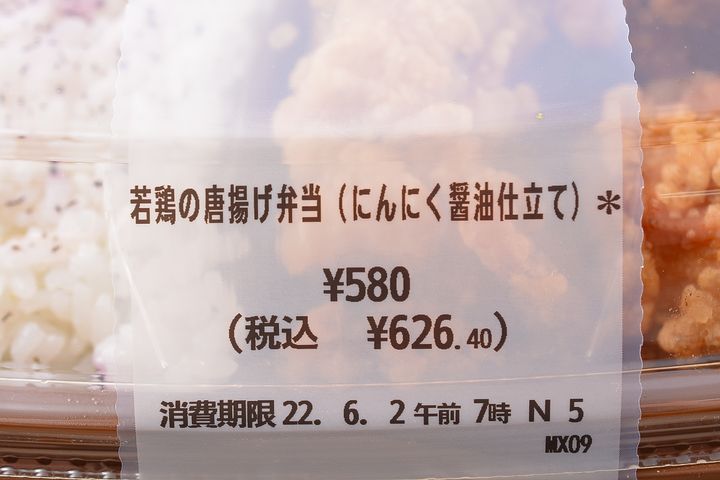 若鶏の唐揚げ弁当（にんにく醤油仕立て）＊
¥580
（税込　¥626.40）
消費期限 22. 6. 2 午前 7時 N 5
MX09